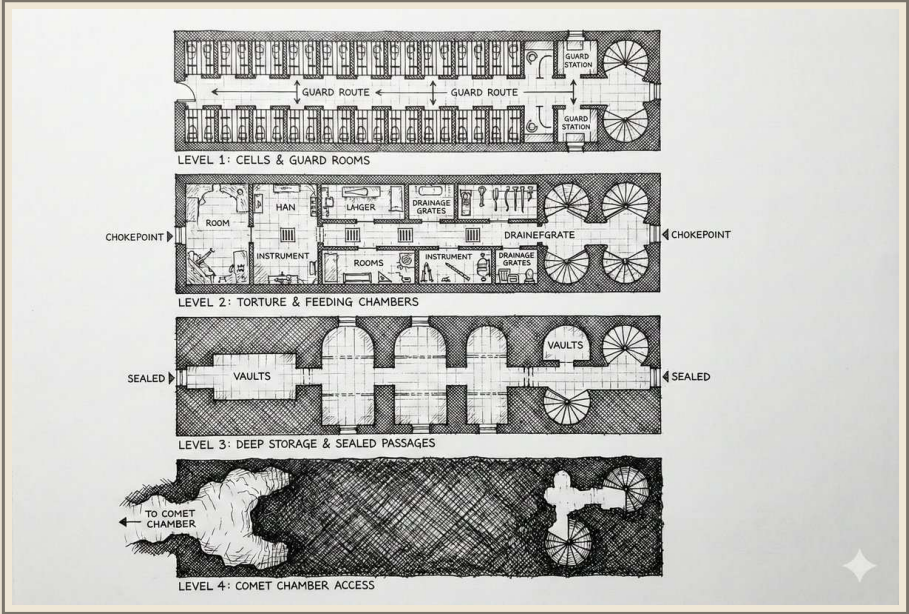 GUARD STATION
GUARD ROUTE
GUARD ROUTE
GUARD STATION
LEVEL 1: CELLS & GUARD ROOMS
ROOM
HAN
LAHGER
DRAINAGE GRATES
CHOKEPOINT
DRAINEFGRATE
CHOKEPOINT
INSTRUMENT
ROOMS
INSTRUMENT
DRAINAGE GRATES
LEVEL 2: TORTURE & FEEDING CHAMBERS
VAULTS
SEALED
VAULTS
SEALED
LEVEL 3: DEEP STORAGE & SEALED PASSAGES
TO COMET
CHAMBER
LEVEL 4: COMET CHAMBER ACCESS